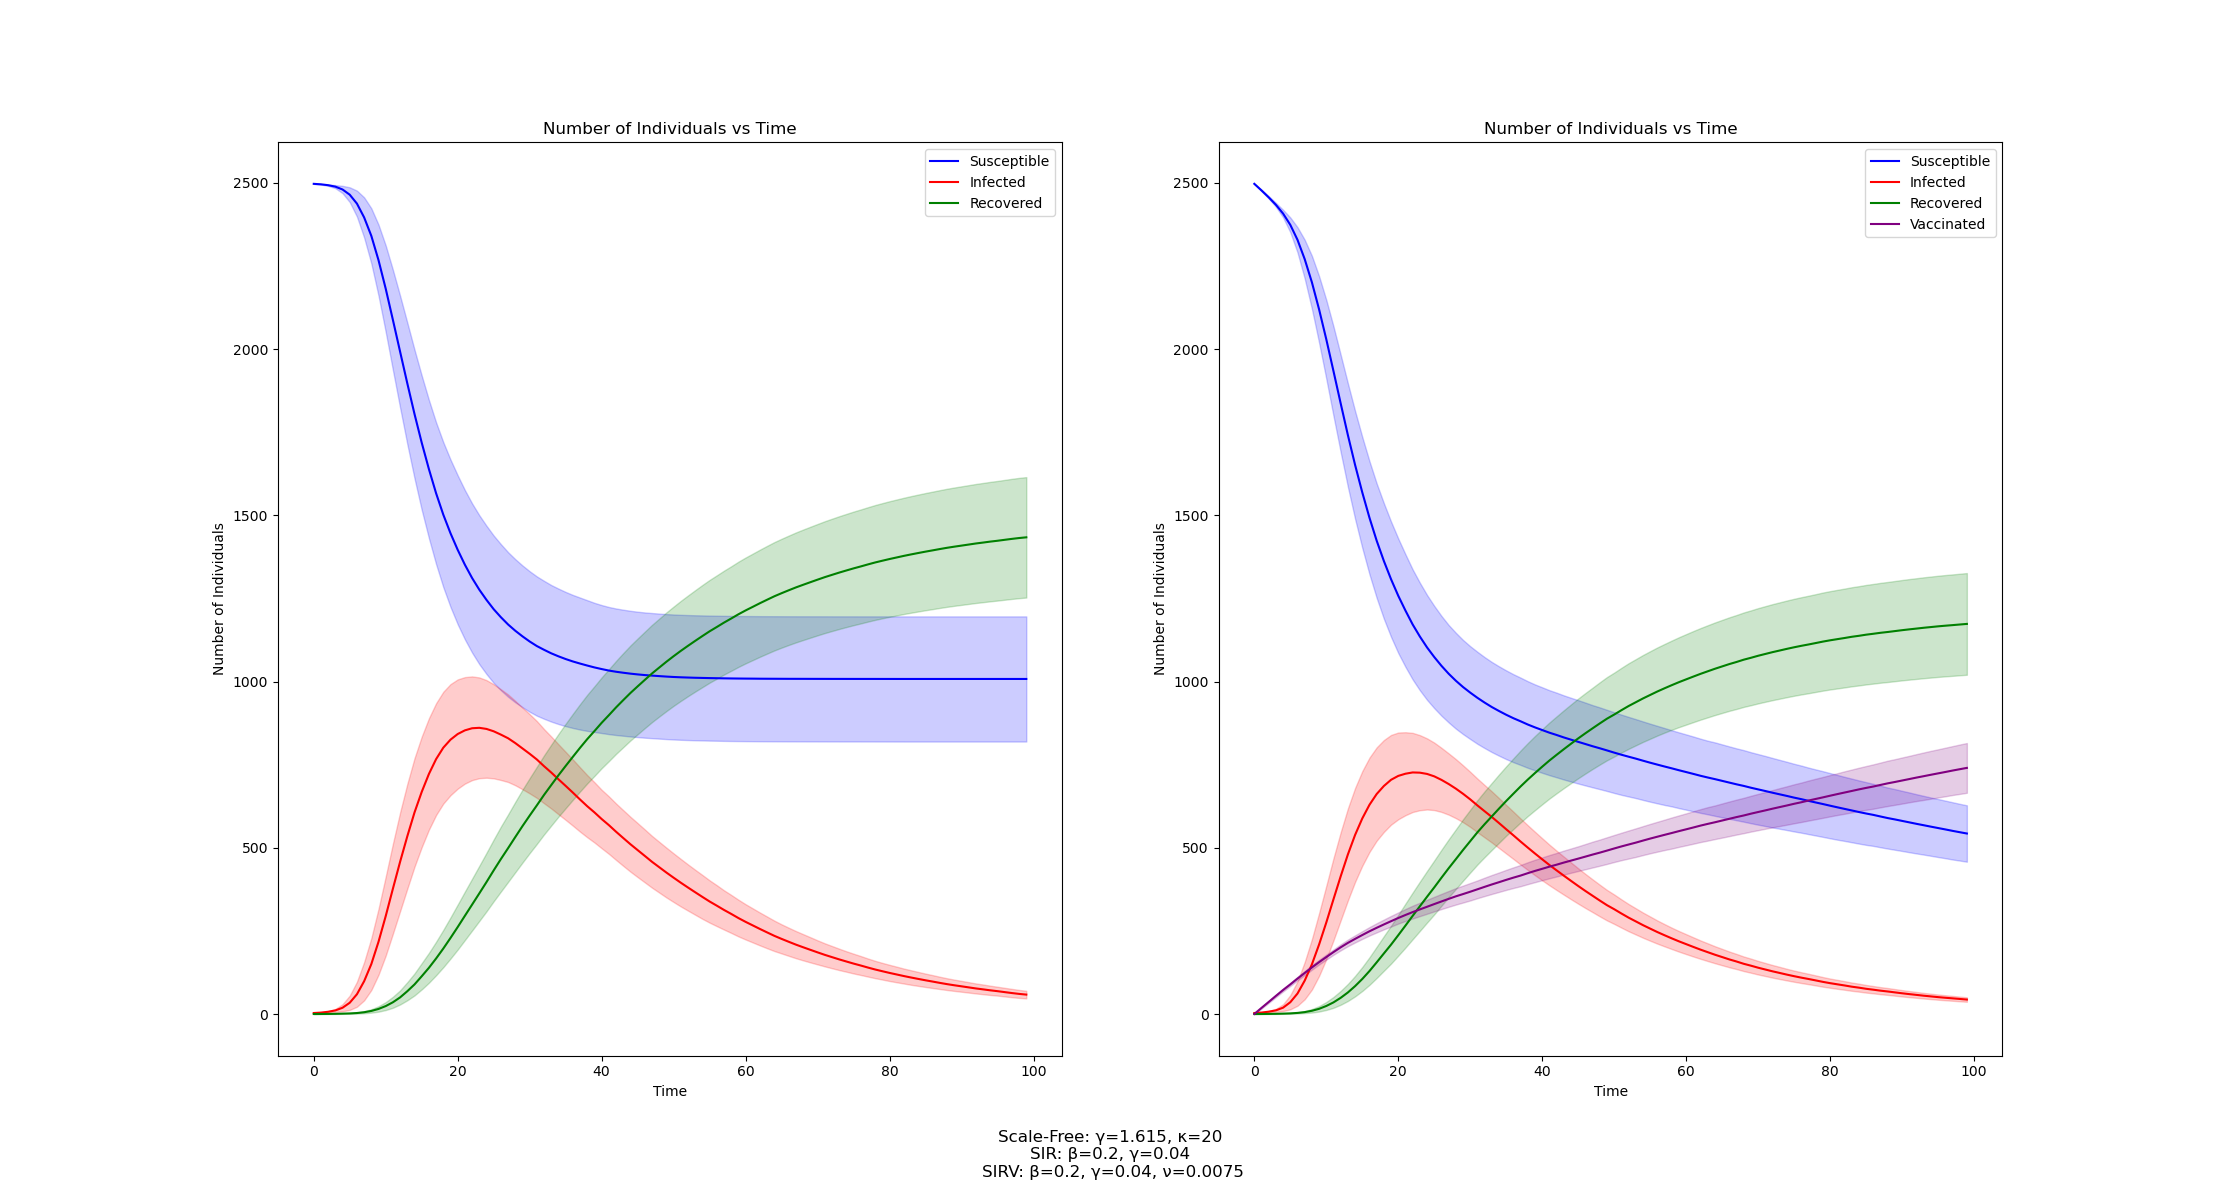 Number of Individuals vs Time
Susceptible
Infected
Recovered
2500
2000
1500
1000
500
0
Number of Individuals
0 20 40 60 80 100
Time
Number of Individuals vs Time
Susceptible
Infected
Recovered
Vaccinated
2500
2000
1500
1000
500
0
Number of Individuals
0 20 40 60 80 100
Time
Scale-Free: γ=1.615, κ=20
SIR: β=0.2, γ=0.04
SIRV: β=0.2, γ=0.04, ν=0.0075